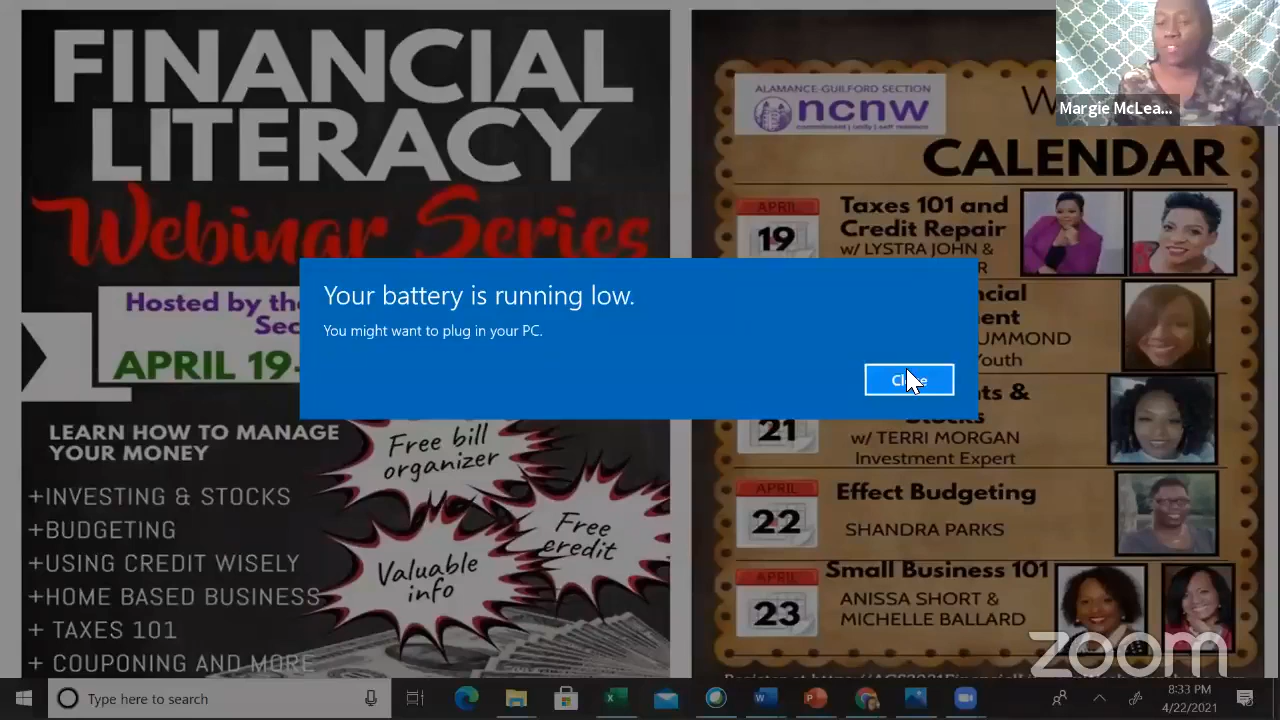 FINANCIAL
LITERACY
Webinar Series
Hosted by the
Sec
APRIL 19-
LEARN HOW TO MANAGE
YOUR MONEY
+INVESTING & STOCKS
+BUDGETING
+USING CREDIT WISELY
+HOME BASED BUSINESS
+ TAXES 101
+ COUPONING AND MORE
Free bill
organizer
Free
credit
Valuable
info
Your battery is running low.
You might want to plug in your PC.
ALAMANCE-GUILFORD SECTION
ncnw
commitment | unity | self reliance
W
CALENDAR
APRIL
19
Taxes 101 and
Credit Repair
w/ LYSTRA JOHN &
R
ncial
ent
UMMOND
Youth
ts &
Stocks
21
w/ TERRI MORGAN
Investment Expert
APRIL
22
Effect Budgeting
SHANDRA PARKS
APRIL
23
Small Business 101
ANISSA SHORT &
MICHELLE BALLARD
Margie McLea...
zoom
Type here to search
8:33 PM
4/22/2021